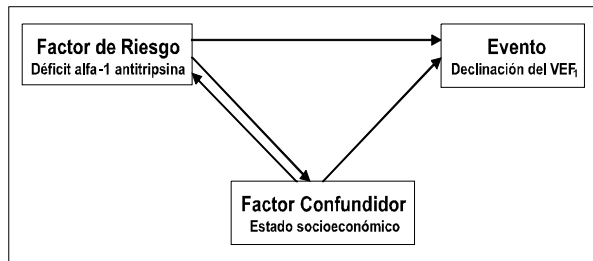 Factor de Riesgo
Déficit alfa-1 antitripsina
Evento
Declinación del VEF₁
Factor Confundidor
Estado socioeconómico